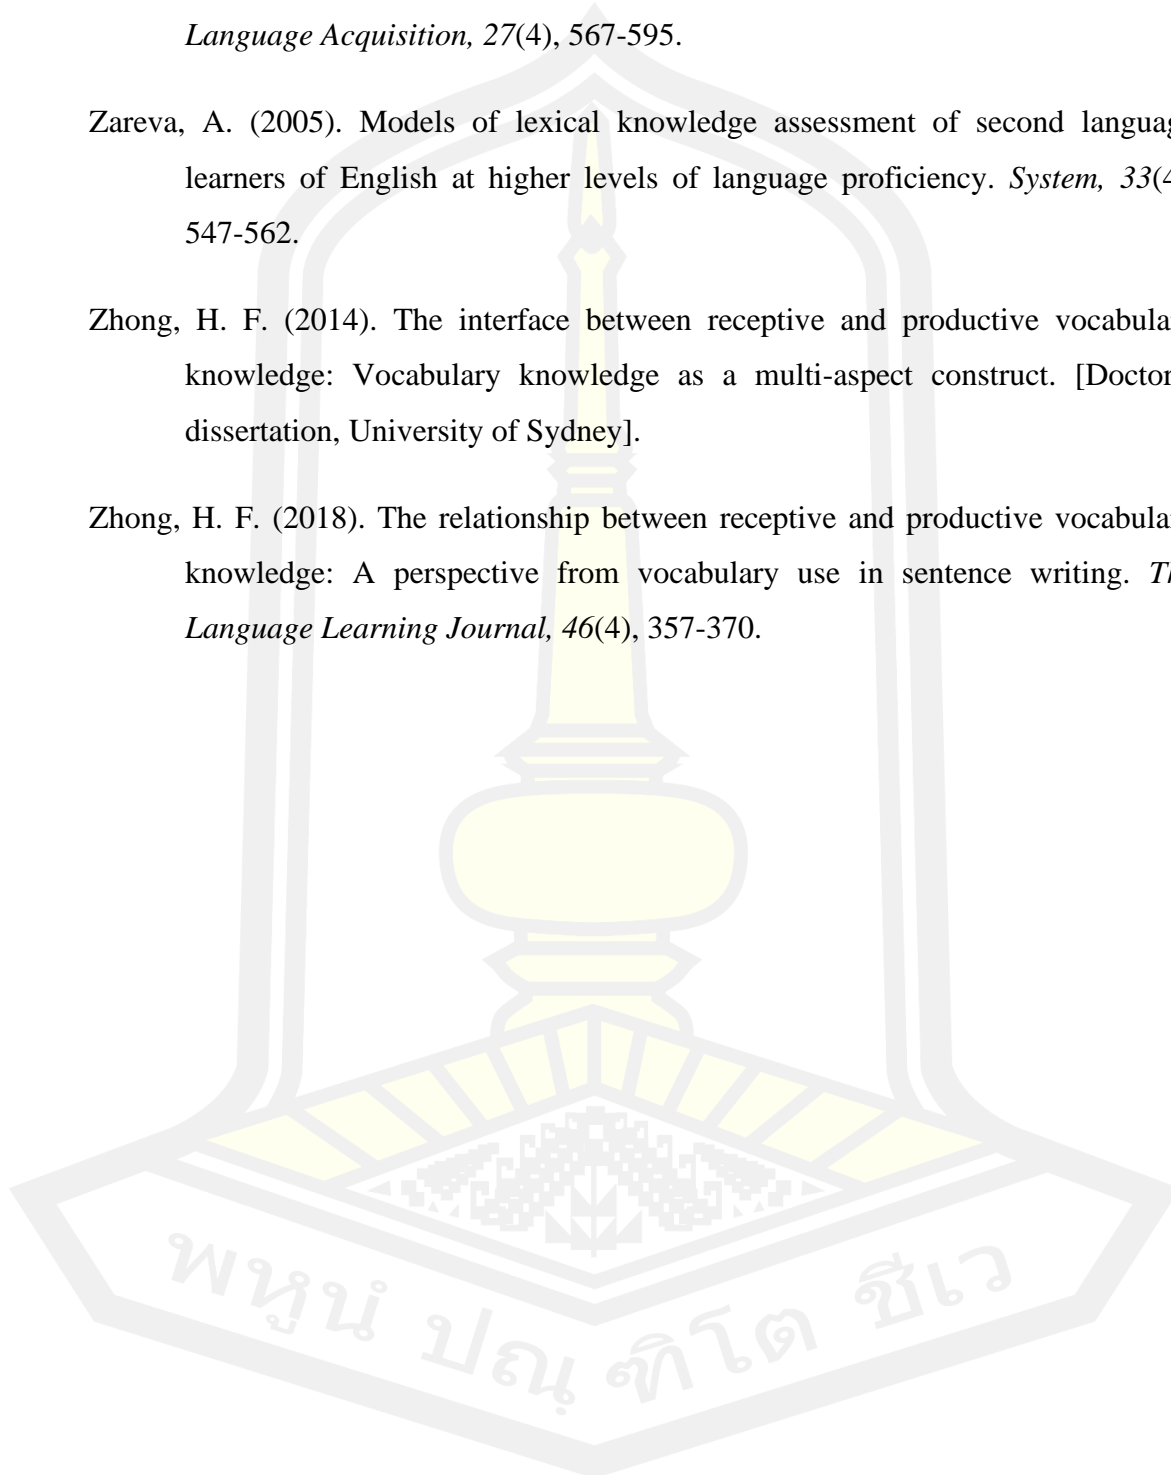 Language Acquisition, 27(4), 567-595.
Zareva, A. (2005). Models of lexical knowledge assessment of second languag
learners of English at higher levels of language proficiency. System, 33(4
547-562.
Zhong, H. F. (2014). The interface between receptive and productive vocabular
knowledge: Vocabulary knowledge as a multi-aspect construct. [Doctor
dissertation, University of Sydney].
Zhong, H. F. (2018). The relationship between receptive and productive vocabular
knowledge: A perspective from vocabulary use in sentence writing. Th
Language Learning Journal, 46(4), 357-370.
พหูนํ ปณฺ ฑิโต ชีเว